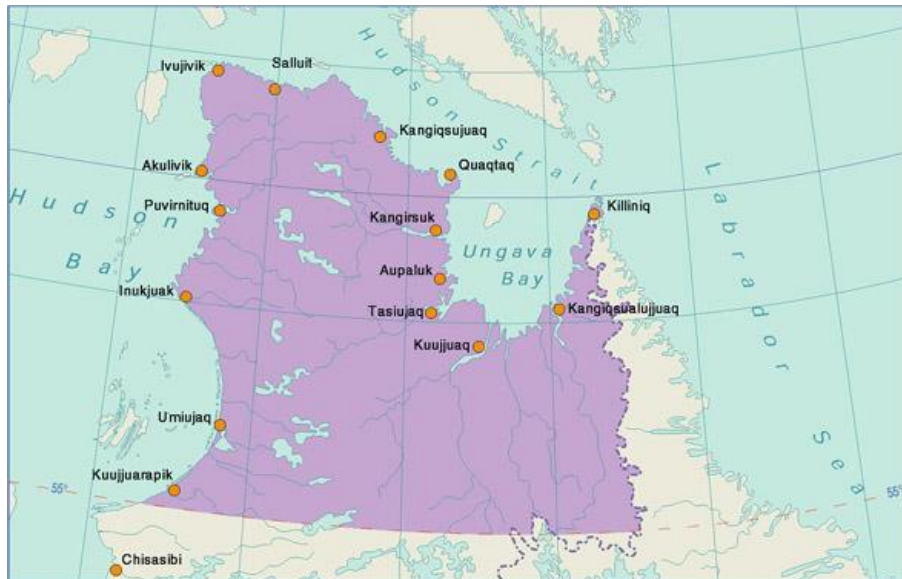 Ivujivik
Salluit
Hudson Strait
Kangiqsujuaq
Akulivik
Quaqtaq
Puvirnituq
Killiniq
Kangirsuk
Hudson Bay
Ungava
Bay
Labrador Sea
Aupaluk
Inukjuak
Tasiujaq
Kangiqsualujjuaq
Kuujjuaq
Umiujaq
Kuujjuarapik
55°
55°
Chisasibi